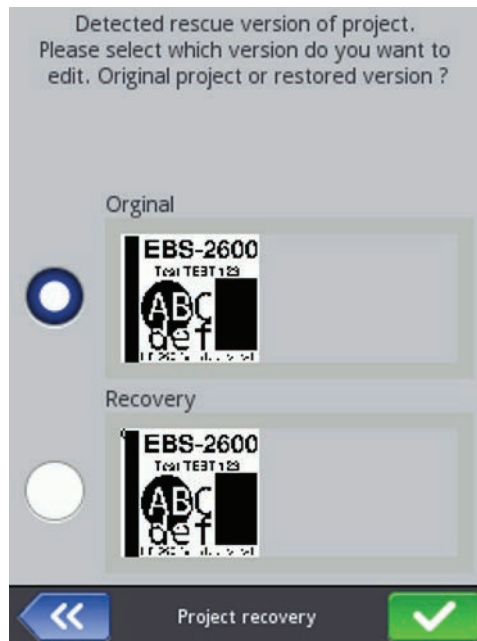 Detected rescue version of project.
Please select which version do you want to
edit. Original project or restored version ?
Orginal
EBS-2600
Test TEST 123
ABC
def
Recovery
EBS-2600
Test TEST 123
ABC
def
Project recovery